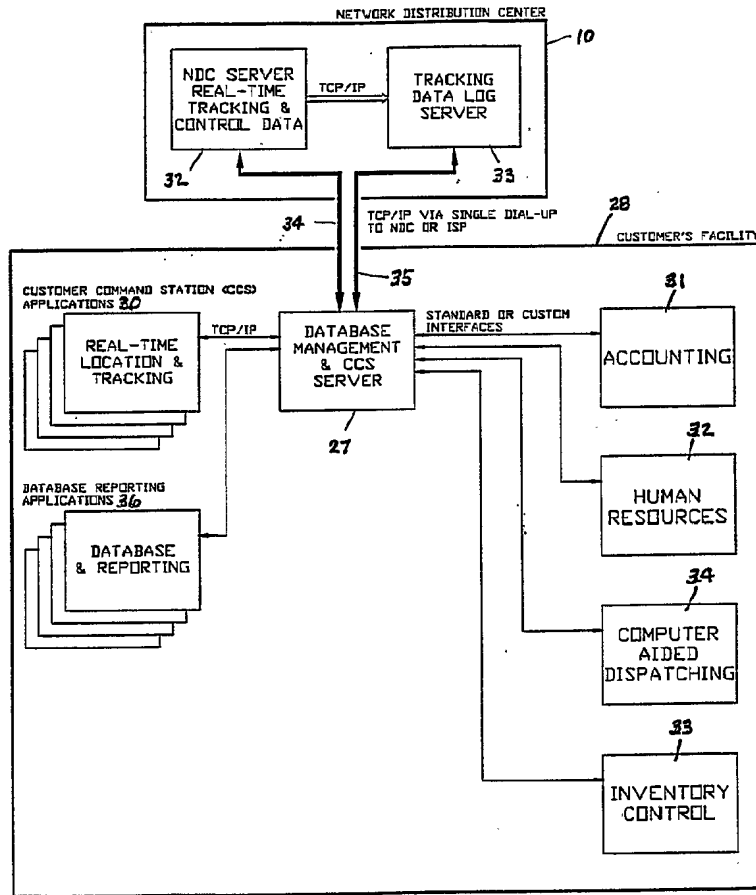 NETWORK DISTRIBUTION CENTER
10
NDC SERVER
REAL-TIME
TRACKING &
CONTROL DATA
TCP/IP
TRACKING
DATA LOG
SERVER
32
33
34
TCP/IP VIA SINGLE DIAL-UP
TO NDC OR ISP
28
CUSTOMER'S FACILITY
35
CUSTOMER COMMAND STATION (CCS)
APPLICATIONS 30
REAL-TIME
LOCATION &
TRACKING
TCP/IP
DATABASE
MANAGEMENT
& CCS
SERVER
27
STANDARD OR CUSTOM
INTERFACES
31
ACCOUNTING
32
HUMAN
RESOURCES
DATABASE REPORTING
APPLICATIONS 36
DATABASE
& REPORTING
34
COMPUTER
AIDED
DISPATCHING
33
INVENTORY
CONTROL